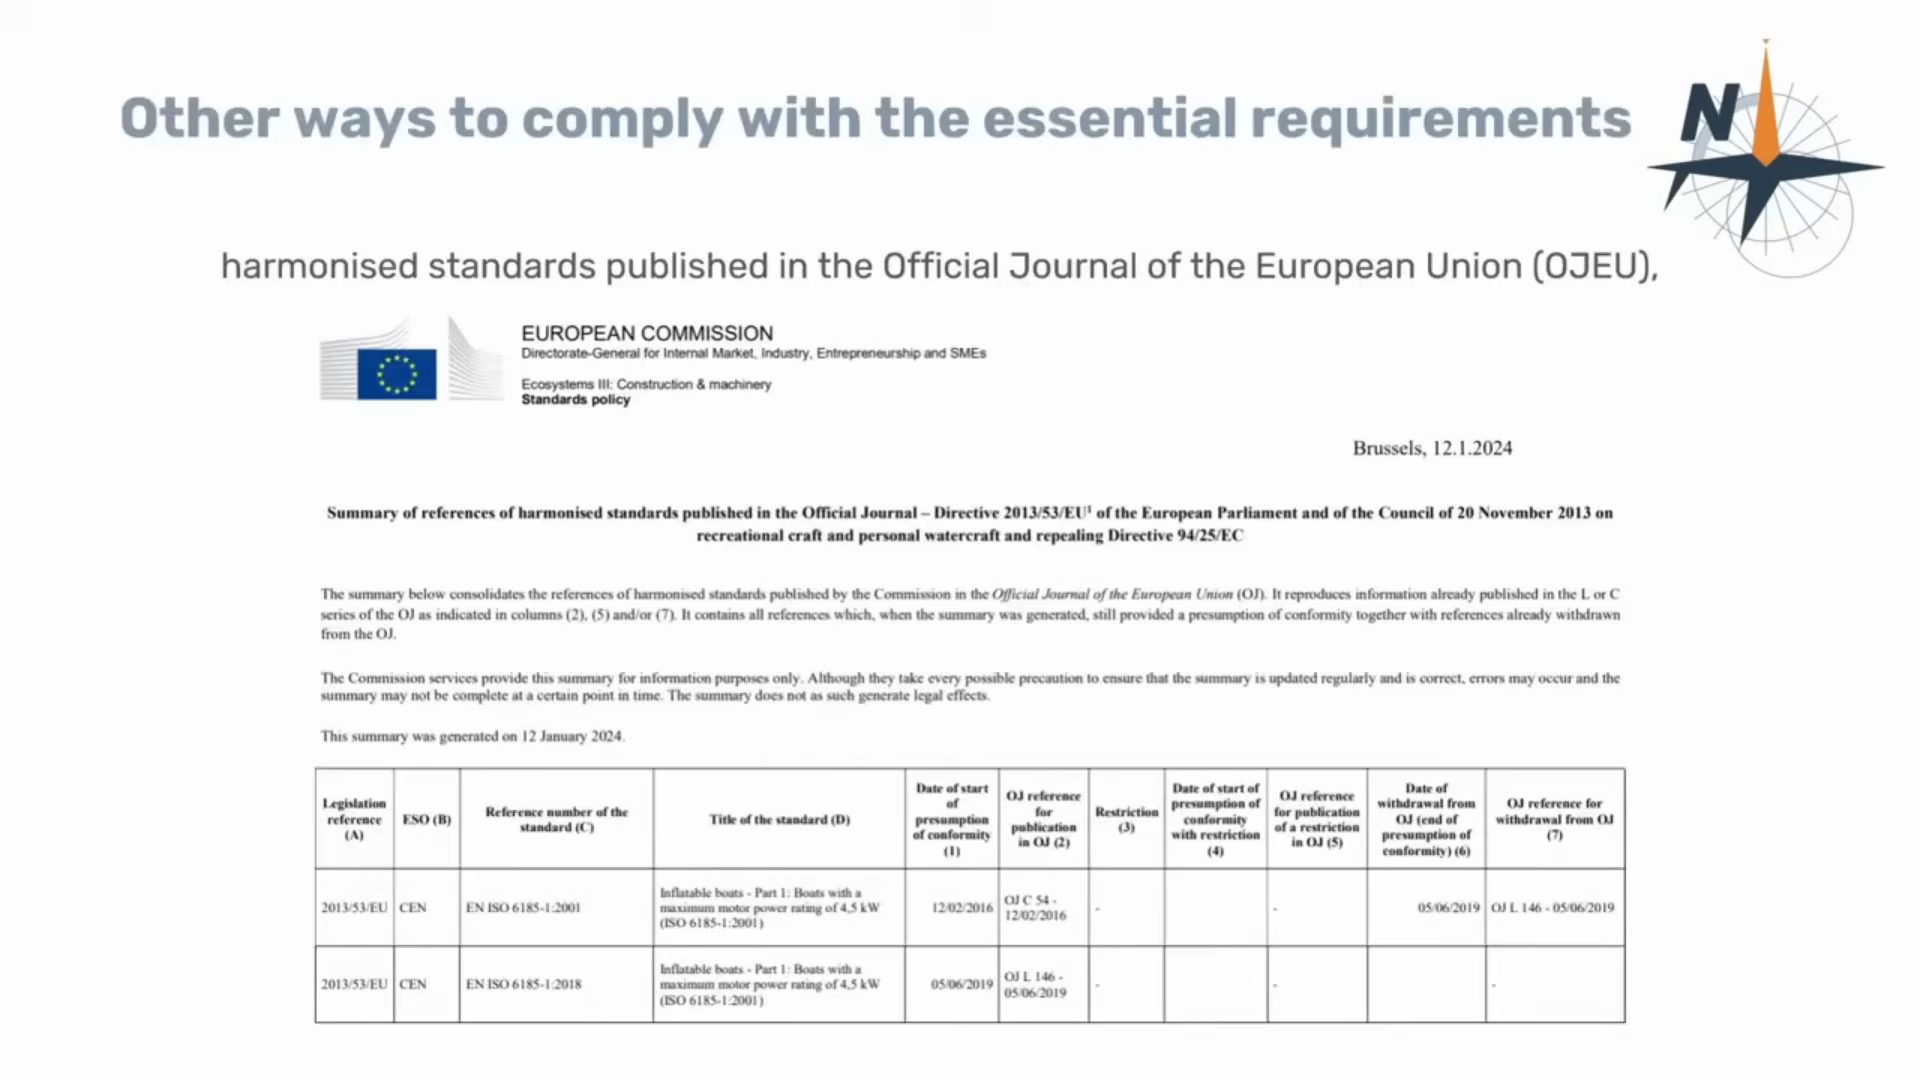 Other ways to comply with the essential requirements
N
harmonised standards published in the Official Journal of the European Union (OJEU),
EUROPEAN COMMISSION
Directorate-General for Internal Market, Industry, Entrepreneurship and SMEs
Ecosystems III: Construction & machinery
Standards policy
Brussels, 12.1.2024
Summary of references of harmonised standards published in the Official Journal – Directive 2013/53/EU¹ of the European Parliament and of the Council of 20 November 2013 on
recreational craft and personal watercraft and repealing Directive 94/25/EC
The summary below consolidates the references of harmonised standards published by the Commission in the Official Journal of the European Union (OJ). It reproduces information already published in the L or C
series of the OJ as indicated in columns (2), (5) and/or (7). It contains all references which, when the summary was generated, still provided a presumption of conformity together with references already withdrawn
from the OJ.
The Commission services provide this summary for information purposes only. Although they take every possible precaution to ensure that the summary is updated regularly and is correct, errors may occur and the
summary may not be complete at a certain point in time. The summary does not as such generate legal effects.
This summary was generated on 12 January 2024.
Legislation
reference
(A)
ESO (B)
Reference number of the
standard (C)
Title of the standard (D)
Date of start
of
presumption
of conformity
(1)
OJ reference
for
publication
in OJ (2)
Restriction
(3)
Date of start of
presumption of
conformity
with restriction
(4)
OJ reference
for publication
of a restriction
in OJ (5)
Date of
withdrawal from
OJ (end of
presumption of
conformity) (6)
OJ reference for
withdrawal from OJ
(7)
2013/53/EU
CEN
EN ISO 6185-1:2001
Inflatable boats - Part 1: Boats with a
maximum motor power rating of 4,5 kW
(ISO 6185-1:2001)
12/02/2016
OJ C 54 -
12/02/2016
-
-
05/06/2019
OJ L 146 - 05/06/2019
2013/53/EU
CEN
EN ISO 6185-1:2018
Inflatable boats - Part 1: Boats with a
maximum motor power rating of 4,5 kW
(ISO 6185-1:2001)
05/06/2019
OJ L 146 -
05/06/2019
-
-
-